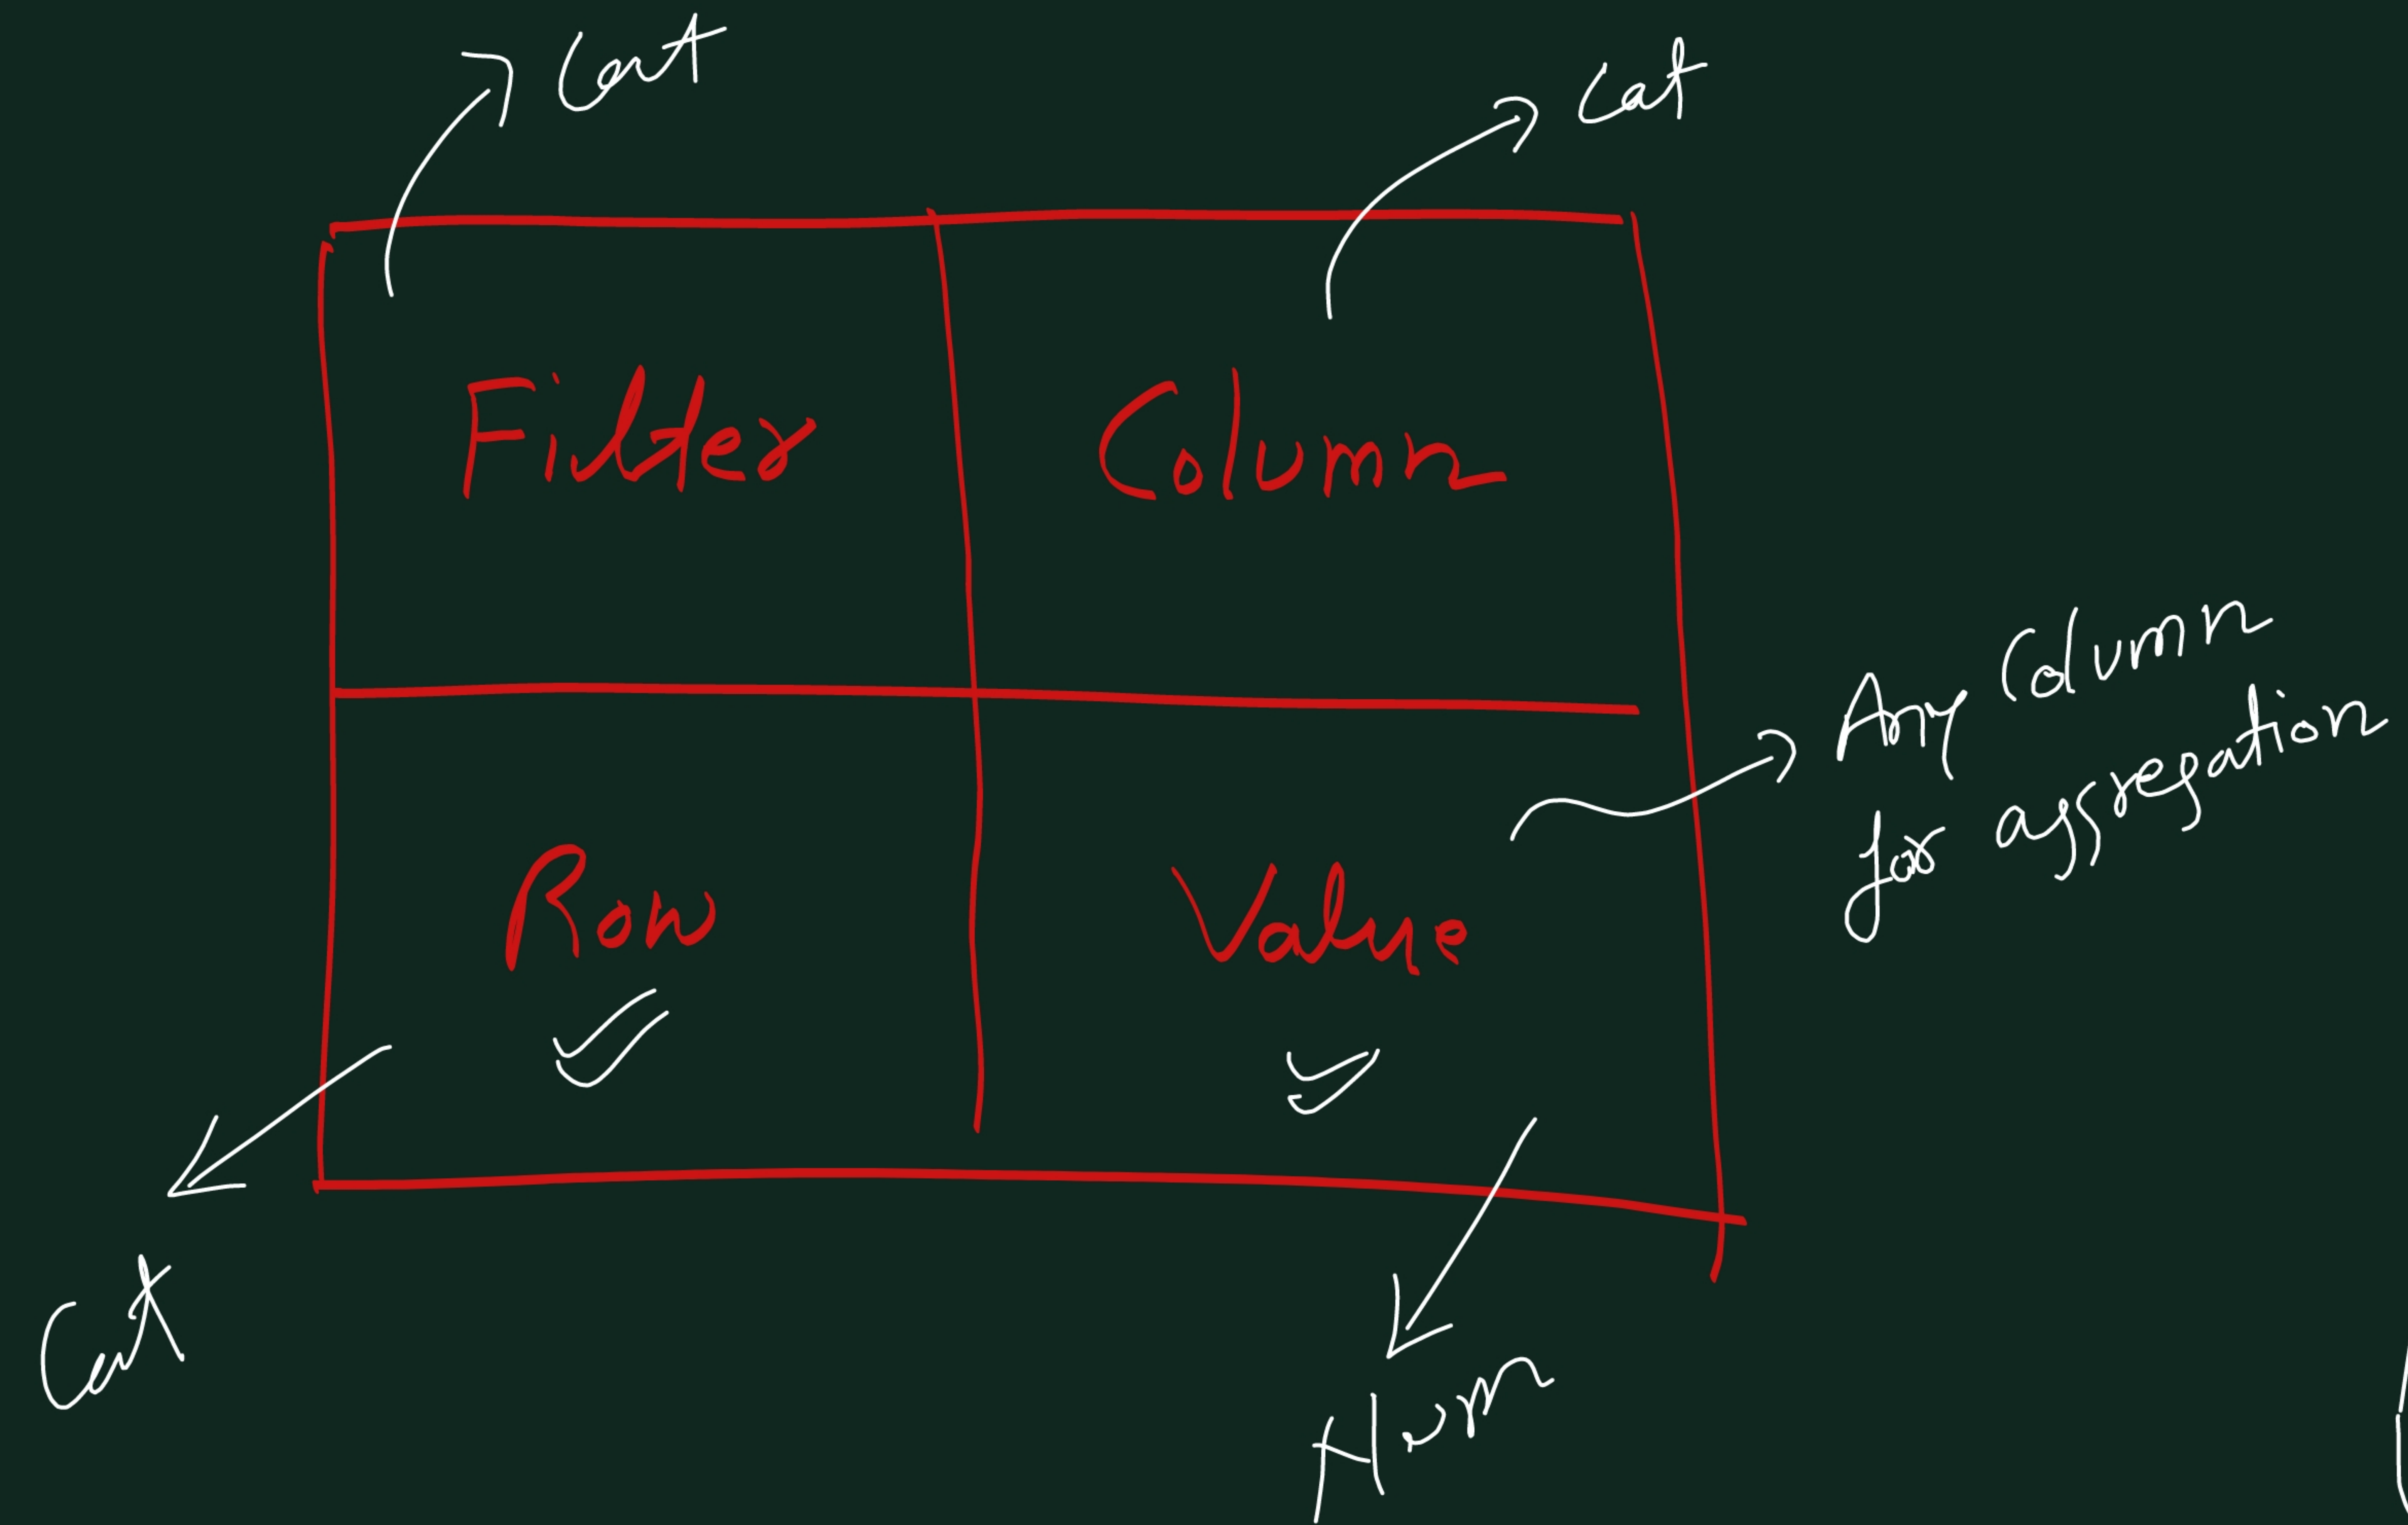 Cat
Cat
Filter
Column
Any Column
for aggregation
Row
Value
Cat
Num